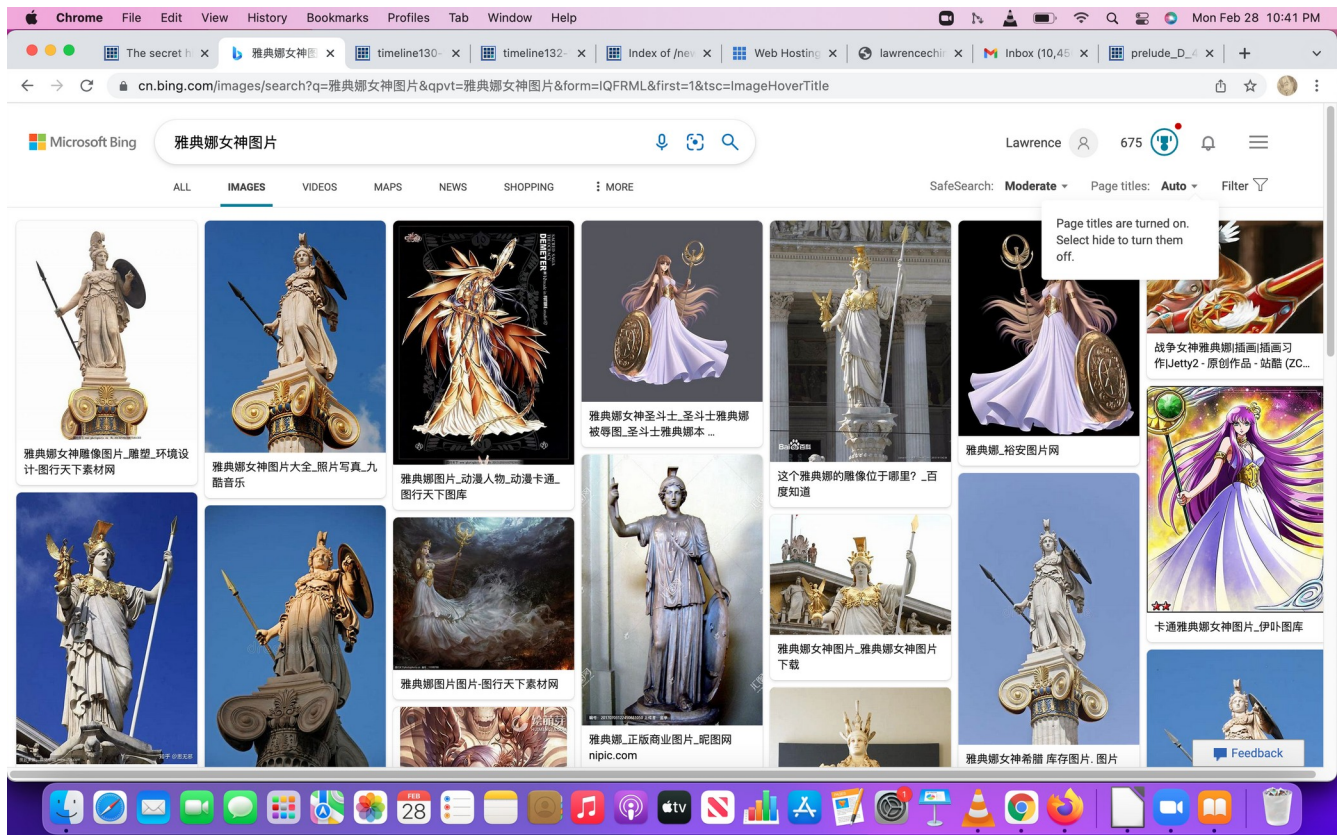 Chrome File Edit View History Bookmarks Profiles Tab Window Help
Mon Feb 28 10:41 PM
The secret h
雅典娜女神图
timeline130-
timeline132-
Index of /new
Web Hosting
lawrencechin
Inbox (10,45
prelude_D_4
cn.bing.com/images/search?q=雅典娜女神图片&qpvt=雅典娜女神图片&form=IQFRML&first=1&tsc=ImageHoverTitle
Microsoft Bing
雅典娜女神图片
Lawrence
675
ALL IMAGES VIDEOS MAPS NEWS SHOPPING MORE
SafeSearch: Moderate
Page titles: Auto
Filter
Page titles are turned on.
Select hide to turn them
off.
DEMETER
雅典娜女神雕像图片_雕塑_环境设
计-图行天下素材网
雅典娜女神图片大全_照片写真_九
酷音乐
雅典娜图片_动漫人物_动漫卡通_
图行天下图库
雅典娜女神圣斗士_圣斗士雅典娜
被辱图_圣斗士雅典娜本 ...
Bai 百科
这个雅典娜的雕像位于哪里？_百
度知道
雅典娜_裕安图片网
战争女神雅典娜|插画|插画习
作|Jetty2 - 原创作品 - 站酷 (ZC...
卡通雅典娜女神图片_伊卟图库
雅典娜图片图片-图行天下素材网
雅典娜_正版商业图片_昵图网
nipic.com
雅典娜女神图片_雅典娜女神图片
下载
雅典娜女神希腊 库存图片. 图片
Feedback
FEB
28
tv
1